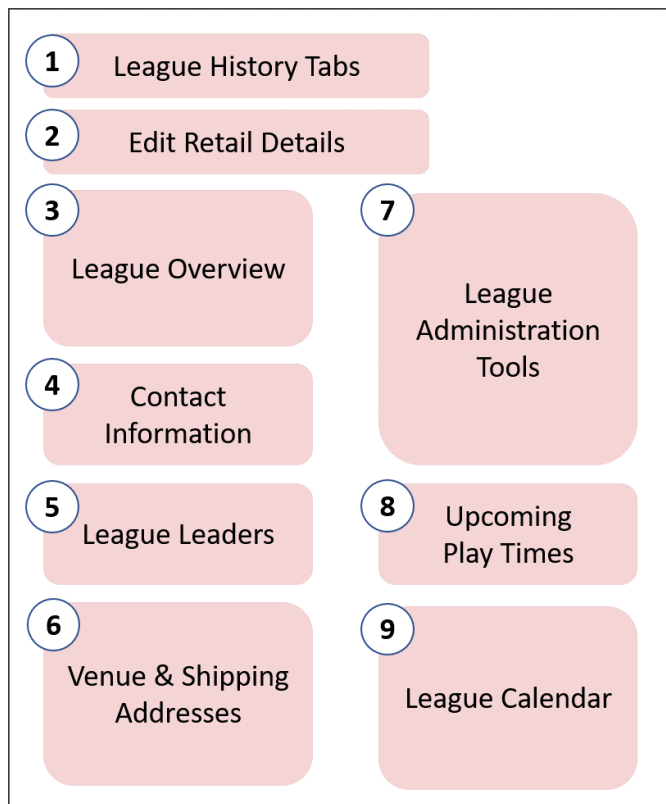 1
League History Tabs
2
Edit Retail Details
3
League Overview
4
Contact
Information
5
League Leaders
6
Venue & Shipping
Addresses
7
League
Administration
Tools
8
Upcoming
Play Times
9
League Calendar